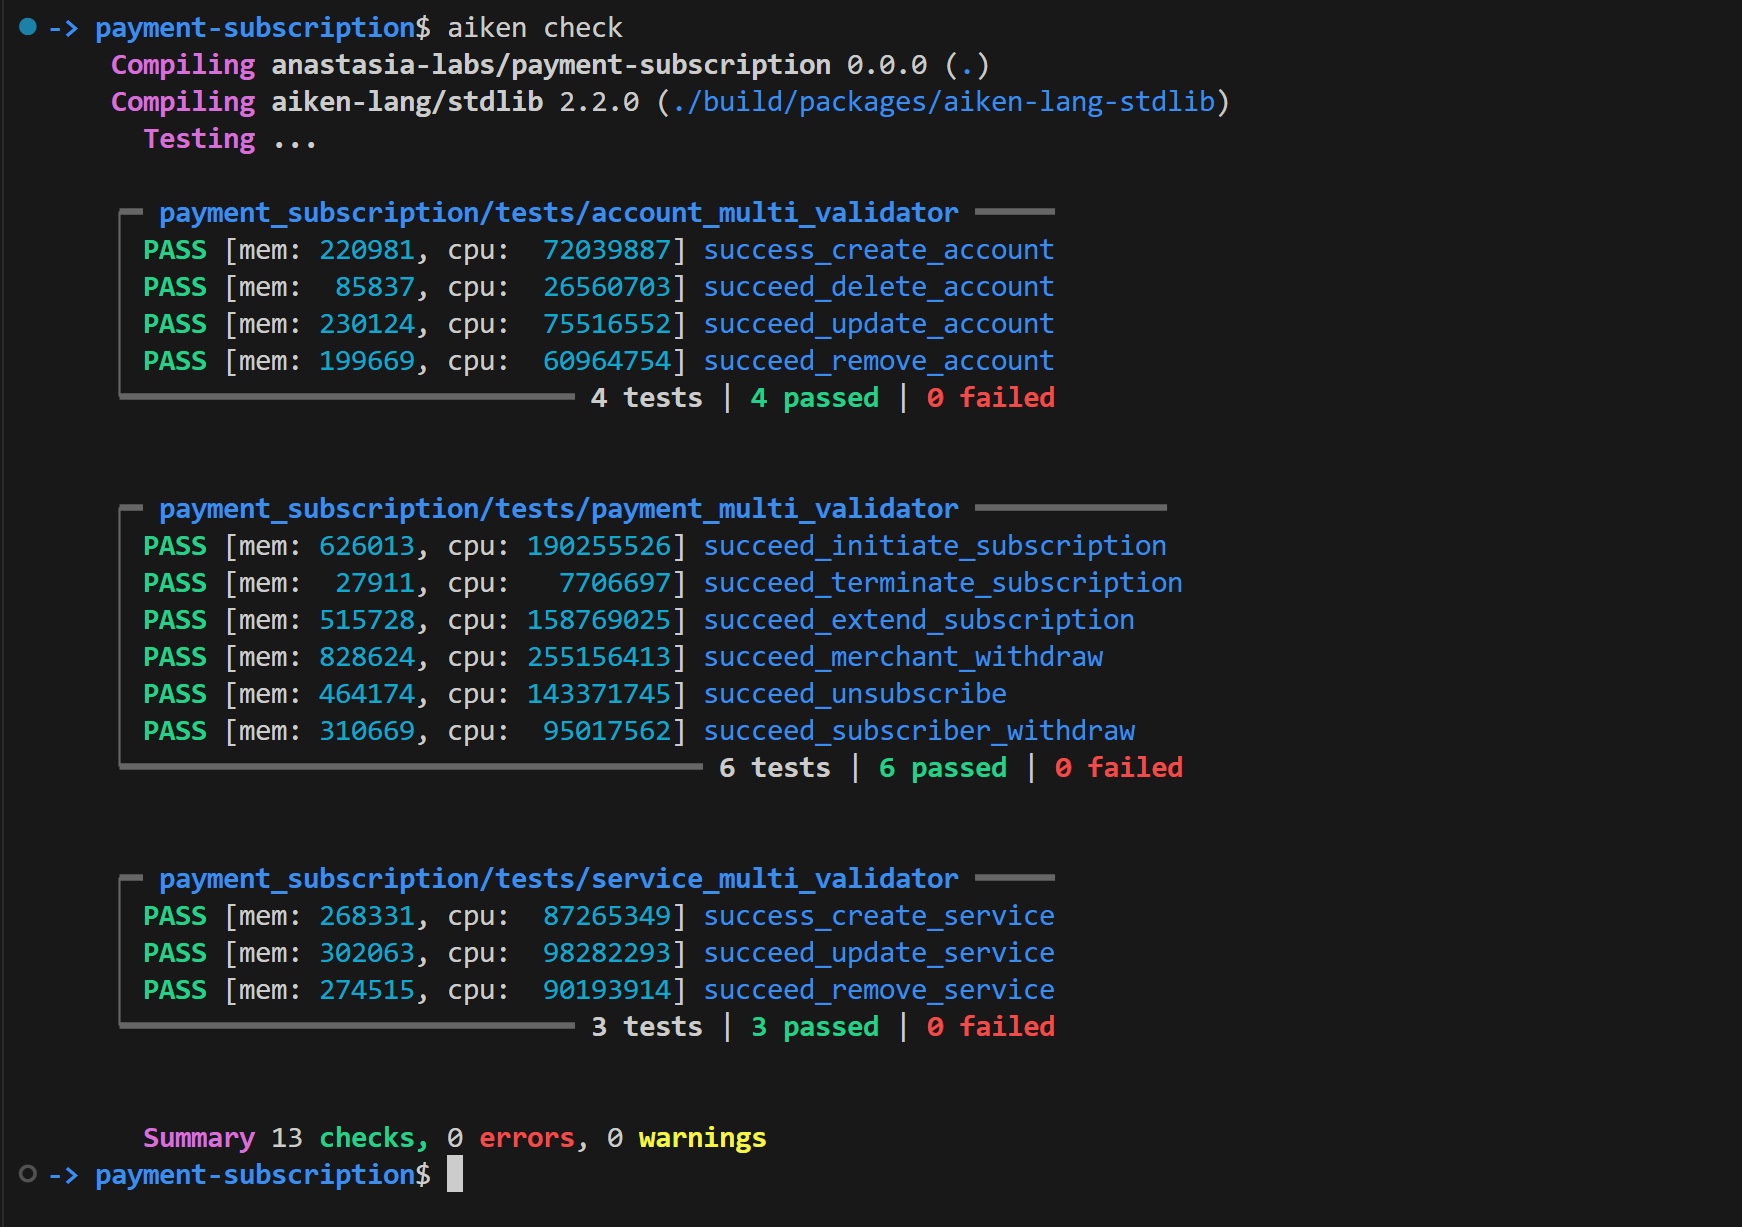 -> payment-subscription$ aiken check
Compiling anastasia-labs/payment-subscription 0.0.0 (.)
Compiling aiken-lang/stdlib 2.2.0 (./build/packages/aiken-lang-stdlib)
Testing ...
payment_subscription/tests/account_multi_validator
PASS [mem: 220981, cpu:  72039887] success_create_account
PASS [mem:  85837, cpu:  26560703] succeed_delete_account
PASS [mem: 230124, cpu:  75516552] succeed_update_account
PASS [mem: 199669, cpu:  60964754] succeed_remove_account
4 tests | 4 passed | 0 failed
payment_subscription/tests/payment_multi_validator
PASS [mem: 626013, cpu: 190255526] succeed_initiate_subscription
PASS [mem:  27911, cpu:   7706697] succeed_terminate_subscription
PASS [mem: 515728, cpu: 158769025] succeed_extend_subscription
PASS [mem: 828624, cpu: 255156413] succeed_merchant_withdraw
PASS [mem: 464174, cpu: 143371745] succeed_unsubscribe
PASS [mem: 310669, cpu:  95017562] succeed_subscriber_withdraw
6 tests | 6 passed | 0 failed
payment_subscription/tests/service_multi_validator
PASS [mem: 268331, cpu:  87265349] success_create_service
PASS [mem: 302063, cpu:  98282293] succeed_update_service
PASS [mem: 274515, cpu:  90193914] succeed_remove_service
3 tests | 3 passed | 0 failed
Summary 13 checks, 0 errors, 0 warnings
-> payment-subscription$